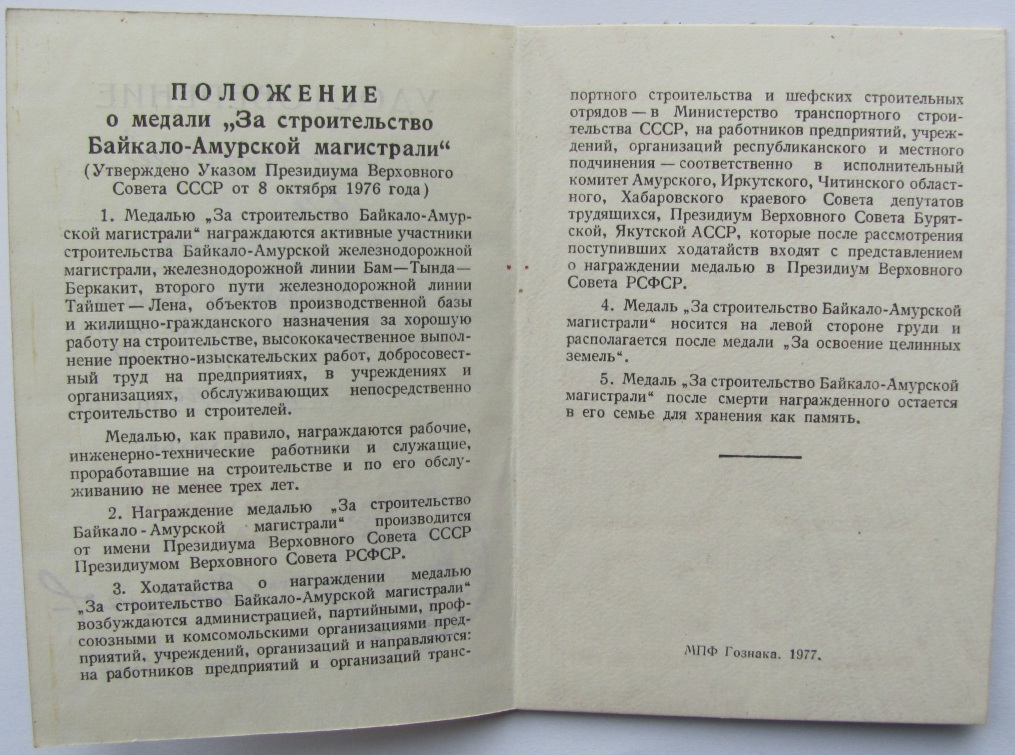 ПОЛОЖЕНИЕ
о медали „За строительство
Байкало-Амурской магистрали“
(Утверждено Указом Президиума Верховного
Совета СССР от 8 октября 1976 года)
1. Медалью „За строительство Байкало-Амур-
ской магистрали“ награждаются активные участники
строительства Байкало-Амурской железнодорожной
магистрали, железнодорожной линии Бам—Тында—
Беркакит, второго пути железнодорожной линии
Тайшет—Лена, объектов производственной базы
и жилищно-гражданского назначения за хорошую
работу на строительстве, высококачественное выпол-
нение проектно-изыскательских работ, добросовест-
ный труд на предприятиях, в учреждениях и
организациях, обслуживающих непосредственно
строительство и строителей.
Медалью, как правило, награждаются рабочие,
инженерно-технические работники и служащие,
проработавшие на строительстве и по его обслу-
живанию не менее трех лет.
2. Награждение медалью „За строительство
Байкало-Амурской магистрали“ производится
от имени Президиума Верховного Совета СССР
Президиумом Верховного Совета РСФСР.
3. Ходатайства о награждении медалью
„За строительство Байкало-Амурской магистрали“
возбуждаются администрацией, партийными, проф-
союзными и комсомольскими организациями пред-
приятий, учреждений, организаций и направляются:
на работников предприятий и организаций транс-
портного строительства и шефских строительных
отрядов—в Министерство транспортного строи-
тельства СССР, на работников предприятий, учреж-
дений, организаций республиканского и местного
подчинения—соответственно в исполнительный
комитет Амурского, Иркутского, Читинского област-
ного, Хабаровского краевого Совета депутатов
трудящихся, Президиум Верховного Совета Бурят-
ской, Якутской АССР, которые после рассмотрения
поступивших ходатайств входят с представлением
о награждении медалью в Президиум Верховного
Совета РСФСР.
4. Медаль „За строительство Байкало-Амурской
магистрали“ носится на левой стороне груди и
располагается после медали „За освоение целинных
земель“.
5. Медаль „За строительство Байкало-Амурской
магистрали“ после смерти награжденного остается
в его семье для хранения как память.
МПФ Гознака. 1977.